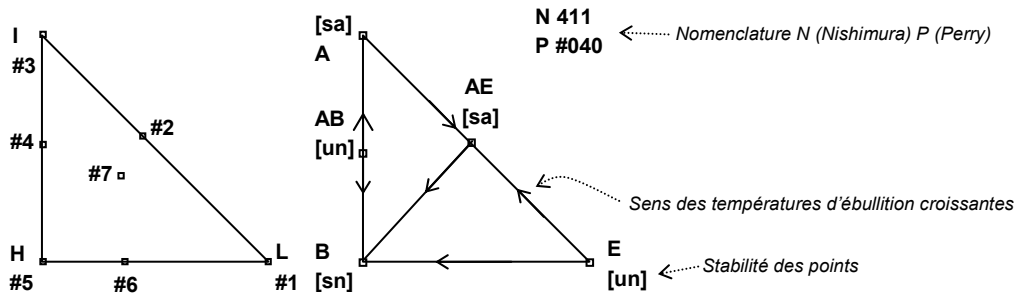 I
#3
#4
#2
#7
H
#5
#6
L
#1
[sa]
A
AB
[un]
AE
[sa]
B
[sn]
E
[un]
N 411
P #040
Nomenclature N (Nishimura) P (Perry)
Sens des températures d’ébullition croissantes
Stabilité des points